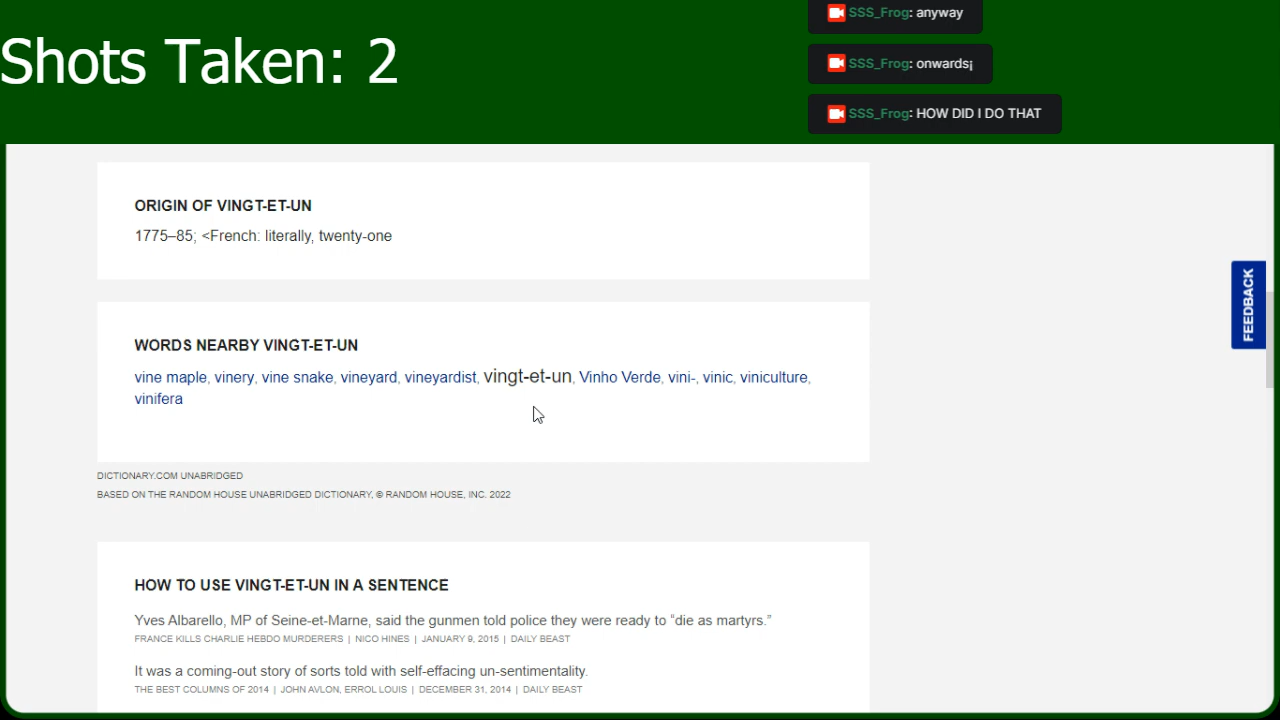 Shots Taken: 2
SSS_Frog: anyway
SSS_Frog: onwards¡
SSS_Frog: HOW DID I DO THAT
ORIGIN OF VINGT-ET-UN
1775–85; <French: literally, twenty-one
FEEDBACK
WORDS NEARBY VINGT-ET-UN
vine maple, vinery, vine snake, vineyard, vineyardist, vingt-et-un, Vinho Verde, vini-, vinic, viniculture,
vinifera
DICTIONARY.COM UNABRIDGED
BASED ON THE RANDOM HOUSE UNABRIDGED DICTIONARY, © RANDOM HOUSE, INC. 2022
HOW TO USE VINGT-ET-UN IN A SENTENCE
Yves Albarello, MP of Seine-et-Marne, said the gunmen told police they were ready to “die as martyrs.”
FRANCE KILLS CHARLIE HEBDO MURDERERS | NICO HINES | JANUARY 9, 2015 | DAILY BEAST
It was a coming-out story of sorts told with self-effacing un-sentimentality.
THE BEST COLUMNS OF 2014 | JOHN AVLON, ERROL LOUIS | DECEMBER 31, 2014 | DAILY BEAST